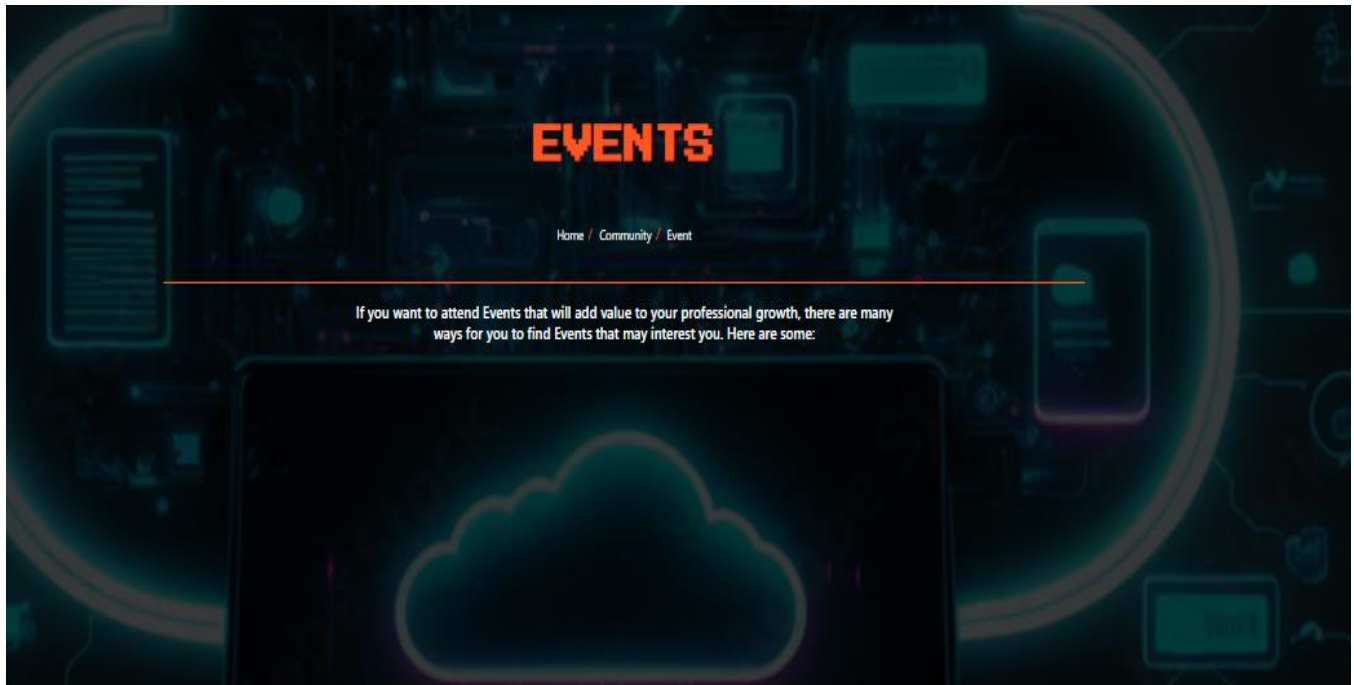 EVENTS
Home / Community / Event
If you want to attend Events that will add value to your professional growth, there are many
ways for you to find Events that may interest you. Here are some: